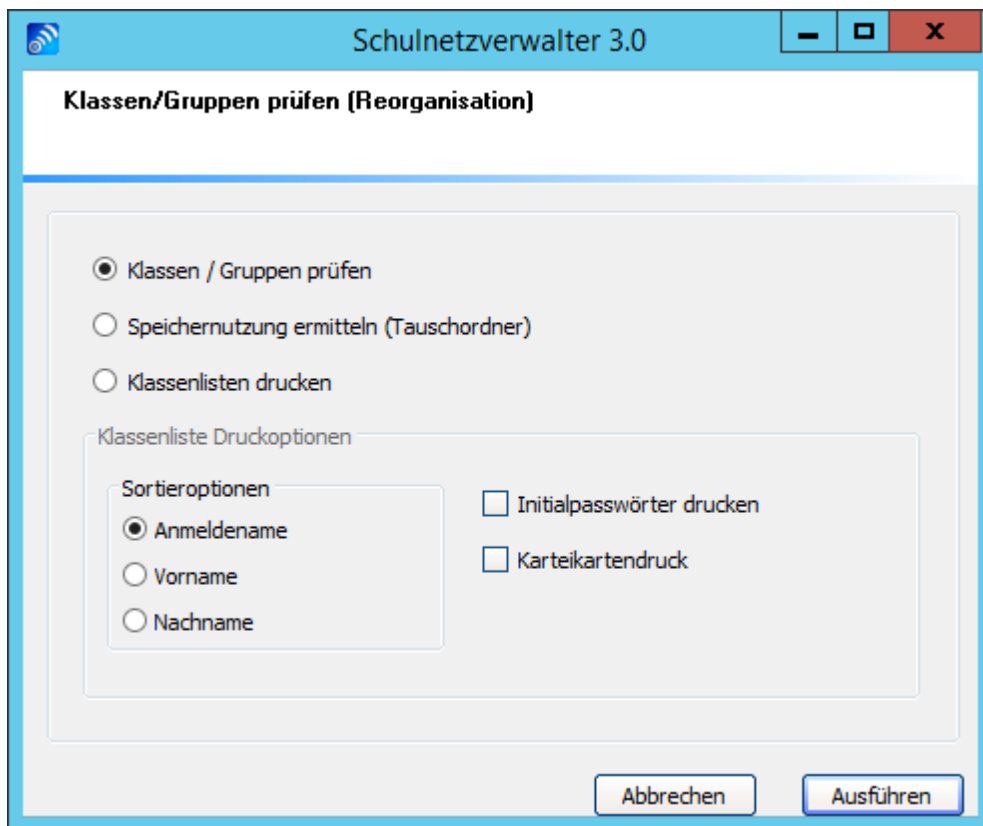 Schulnetzverwalter 3.0
Klassen/Gruppen prüfen (Reorganisation)
Klassen / Gruppen prüfen
Speichernutzung ermitteln (Tauschordner)
Klassenlisten drucken
Klassenliste Druckoptionen
Sortieroptionen
Anmeldename
Vorname
Nachname
Initialpasswörter drucken
Karteikartendruck
Abbrechen
Ausführen